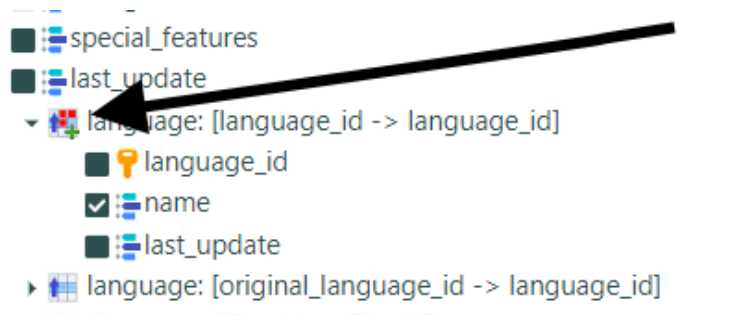 special_features
last_update
language: [language_id -> language_id]
language_id
name
last_update
language: [original_language_id -> language_id]